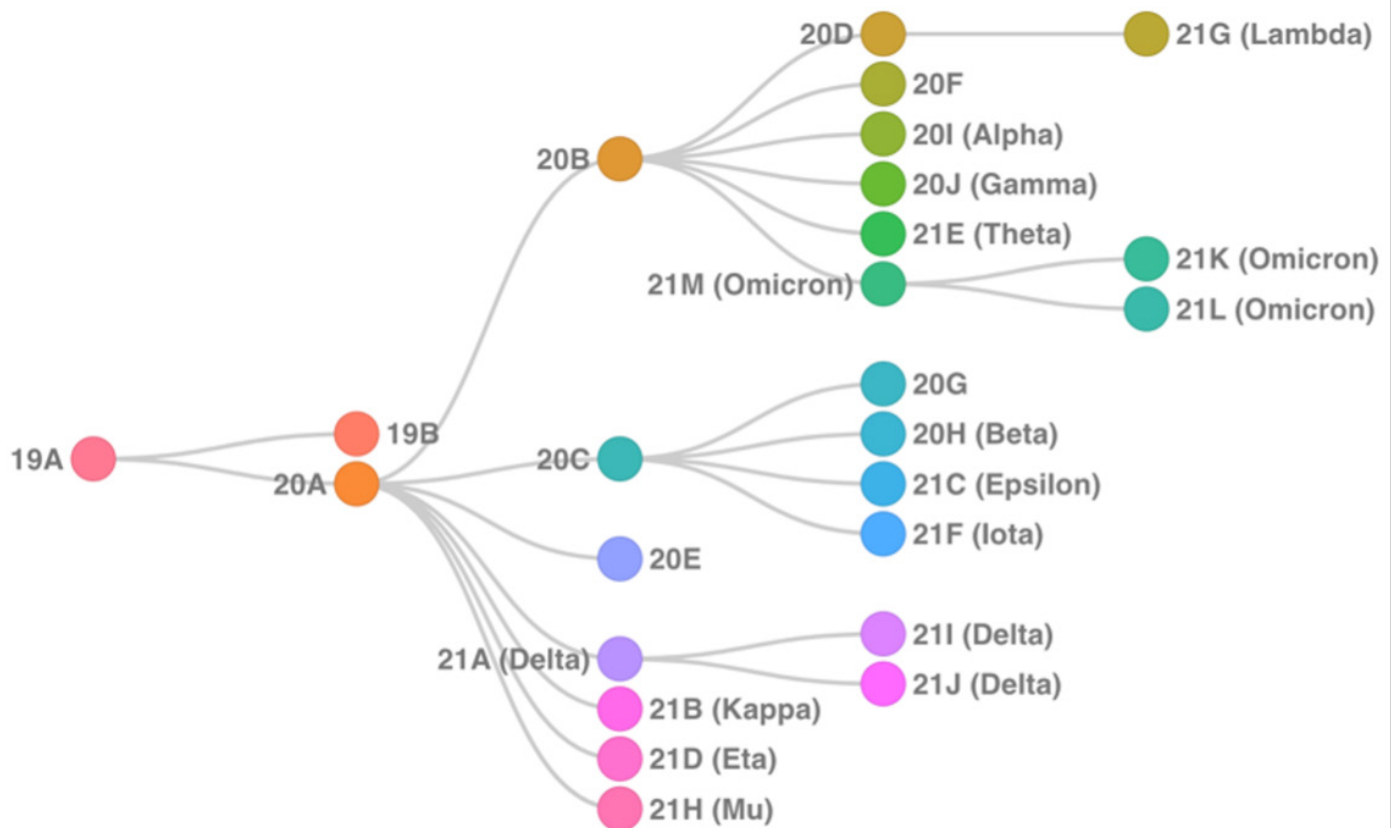 20D
21G (Lambda)
20F
20I (Alpha)
20B
20J (Gamma)
21E (Theta)
21K (Omicron)
21M (Omicron)
21L (Omicron)
20G
19B
20H (Beta)
19A
20C
20A
21C (Epsilon)
21F (Iota)
20E
21I (Delta)
21A (Delta)
21J (Delta)
21B (Kappa)
21D (Eta)
21H (Mu)